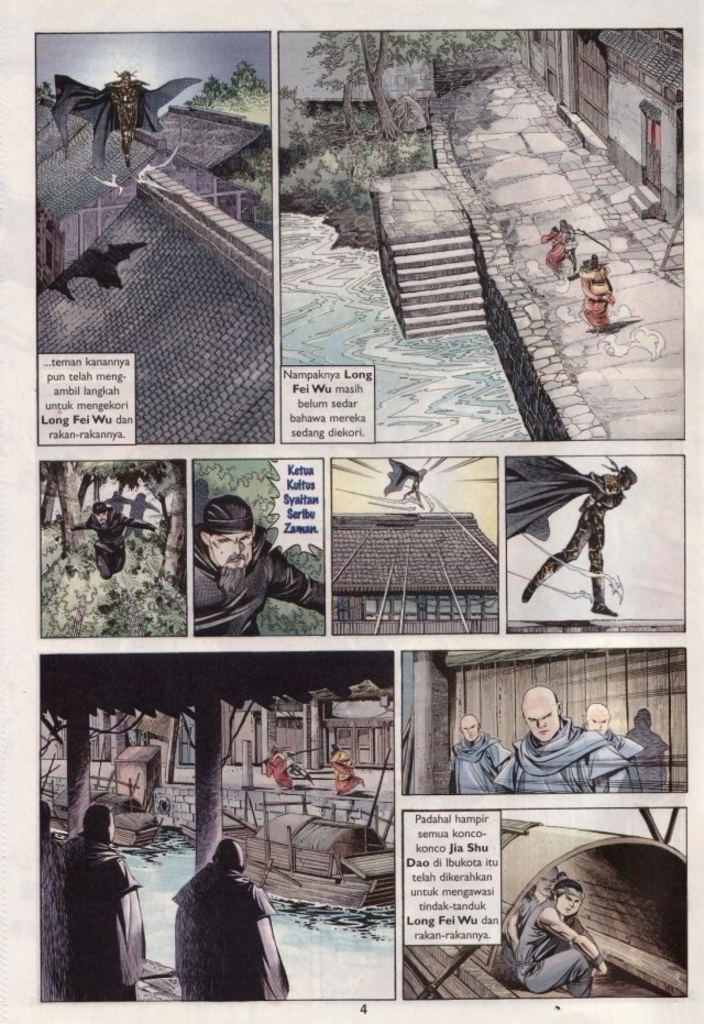 ...teman kanannya
pun telah meng-
ambil langkah
untuk mengekori
Long Fei Wu dan
rakan-rakannya.
Nampaknya Long
Fei Wu masih
belum sedar
bahawa mereka
sedang diekori.
Ketua
Kultus
Syaitan
Seribu
Zaman.
Padahal hampir
semua konco-
konco Jia Shu
Dao di Ibukota itu
telah dikerahkan
untuk mengawasi
tindak-tanduk
Long Fei Wu dan
rakan-rakannya.
4